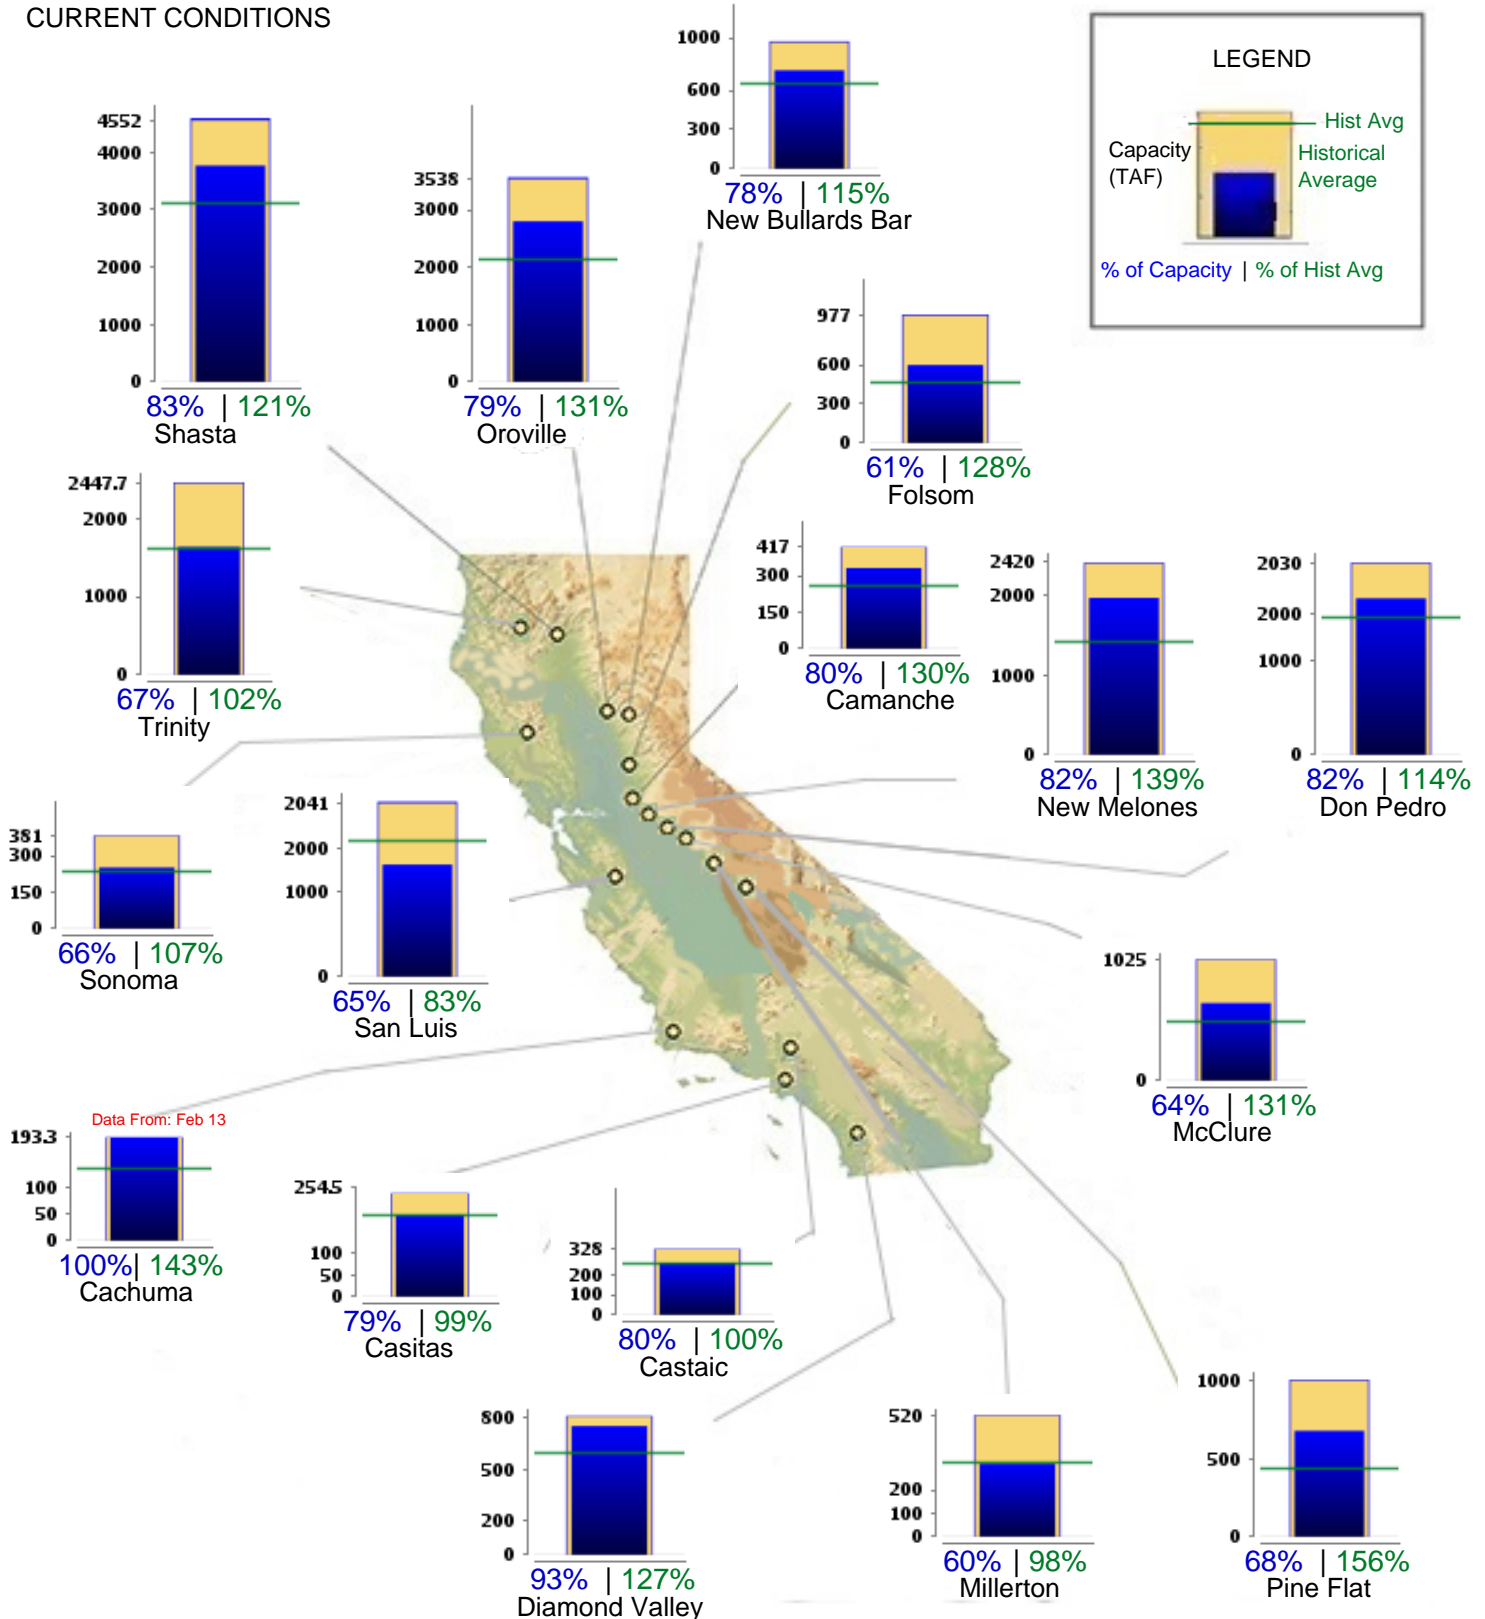 CURRENT CONDITIONS
LEGEND
Hist Avg
Capacity
(TAF)
Historical
Average
% of Capacity | % of Hist Avg
1000
600
300
0
78% | 115%
New Bullards Bar
4552
4000
3000
2000
1000
0
83% | 121%
Shasta
3538
3000
2000
1000
0
79% | 131%
Oroville
977
600
300
0
61% | 128%
Folsom
2447.7
2000
1000
0
67% | 102%
Trinity
417
300
150
0
80% | 130%
Camanche
2420
2000
1000
0
82% | 139%
New Melones
2030
2000
1000
0
82% | 114%
Don Pedro
381
300
150
0
66% | 107%
Sonoma
2041
2000
1000
0
65% | 83%
San Luis
1025
0
64% | 131%
McClure
Data From: Feb 13
193.3
100
50
0
100% | 143%
Cachuma
254.5
100
50
0
79% | 99%
Casitas
328
200
100
0
80% | 100%
Castaic
800
500
200
0
93% | 127%
Diamond Valley
520
200
100
0
60% | 98%
Millerton
1000
500
0
68% | 156%
Pine Flat